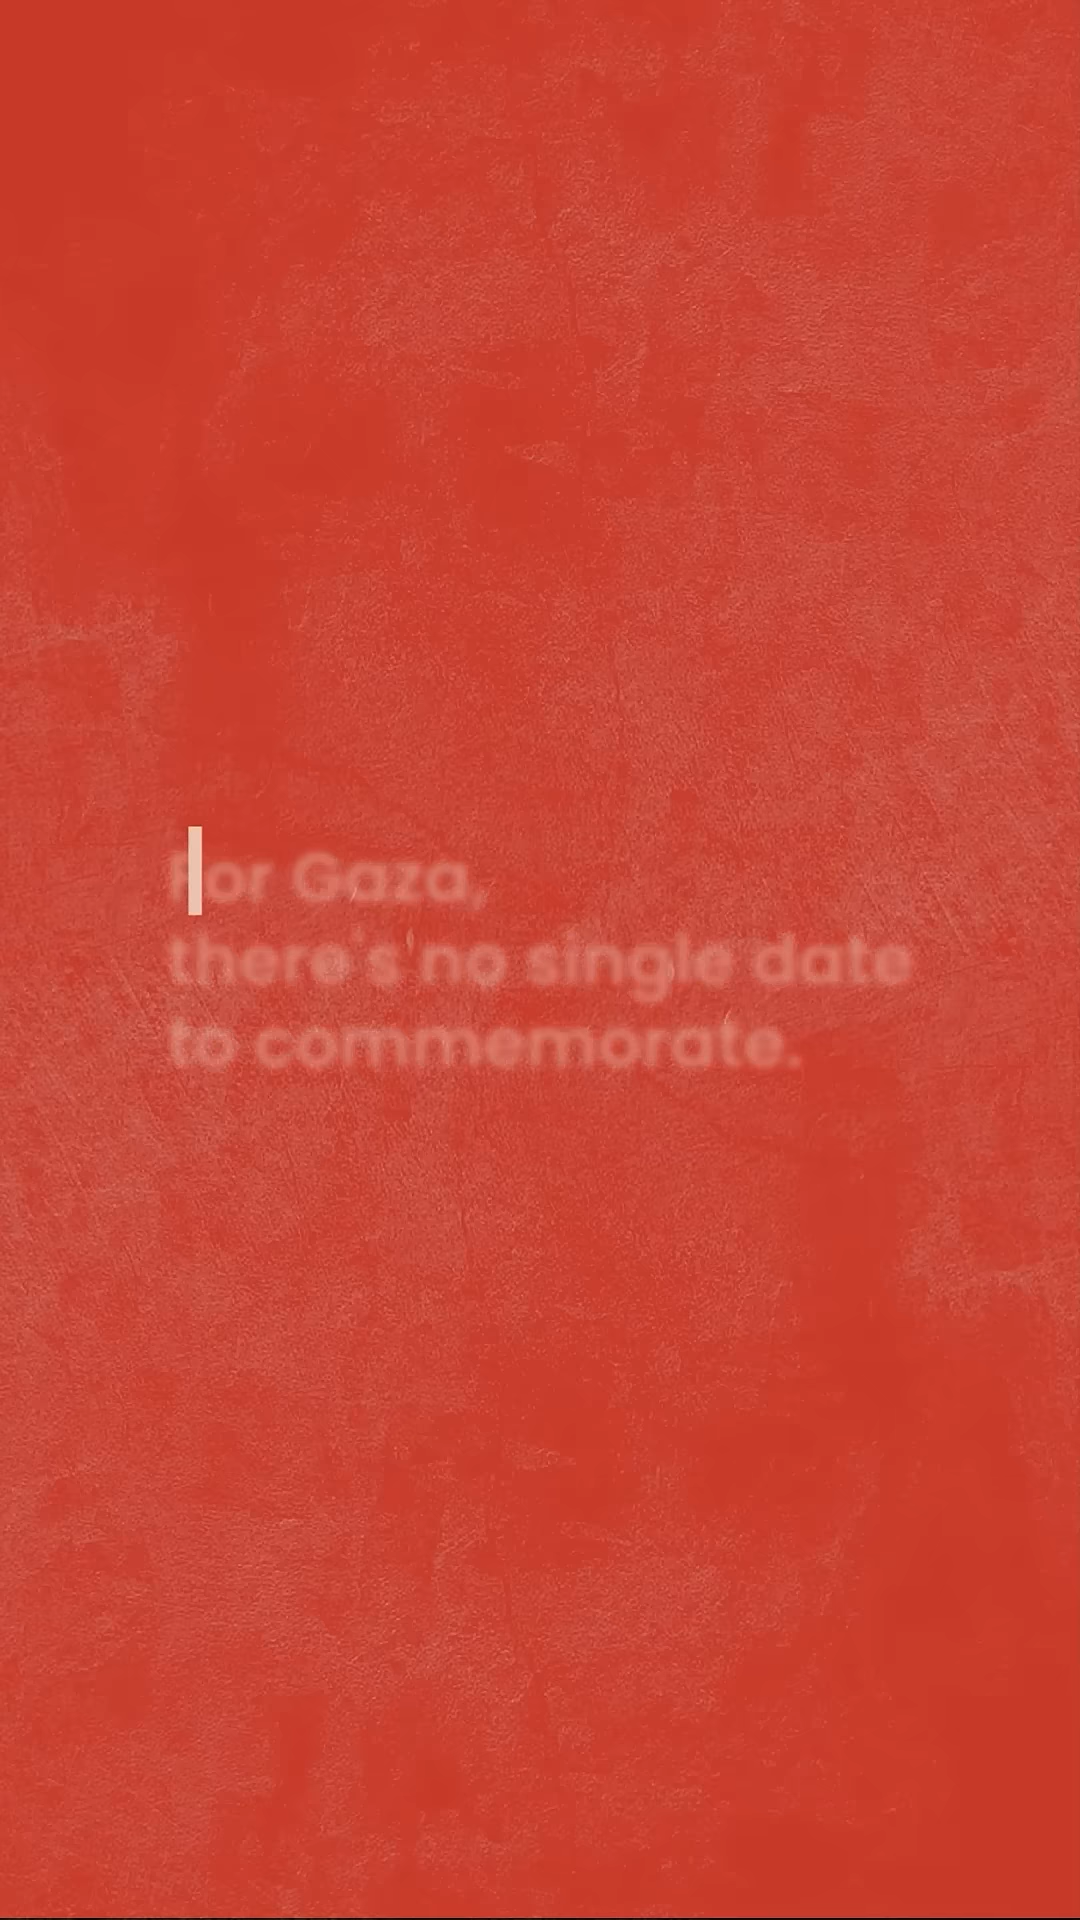 For Gaza,
there's no single date
to commemorate.